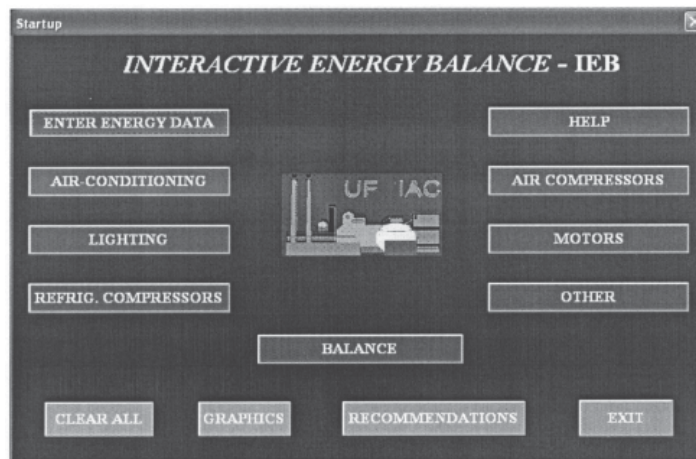 Startup
INTERACTIVE ENERGY BALANCE - IEB
ENTER ENERGY DATA
HELP
AIR-CONDITIONING
UF IAC
AIR COMPRESSORS
LIGHTING
MOTORS
REFRIG. COMPRESSORS
OTHER
BALANCE
CLEAR ALL
GRAPHICS
RECOMMENDATIONS
EXIT